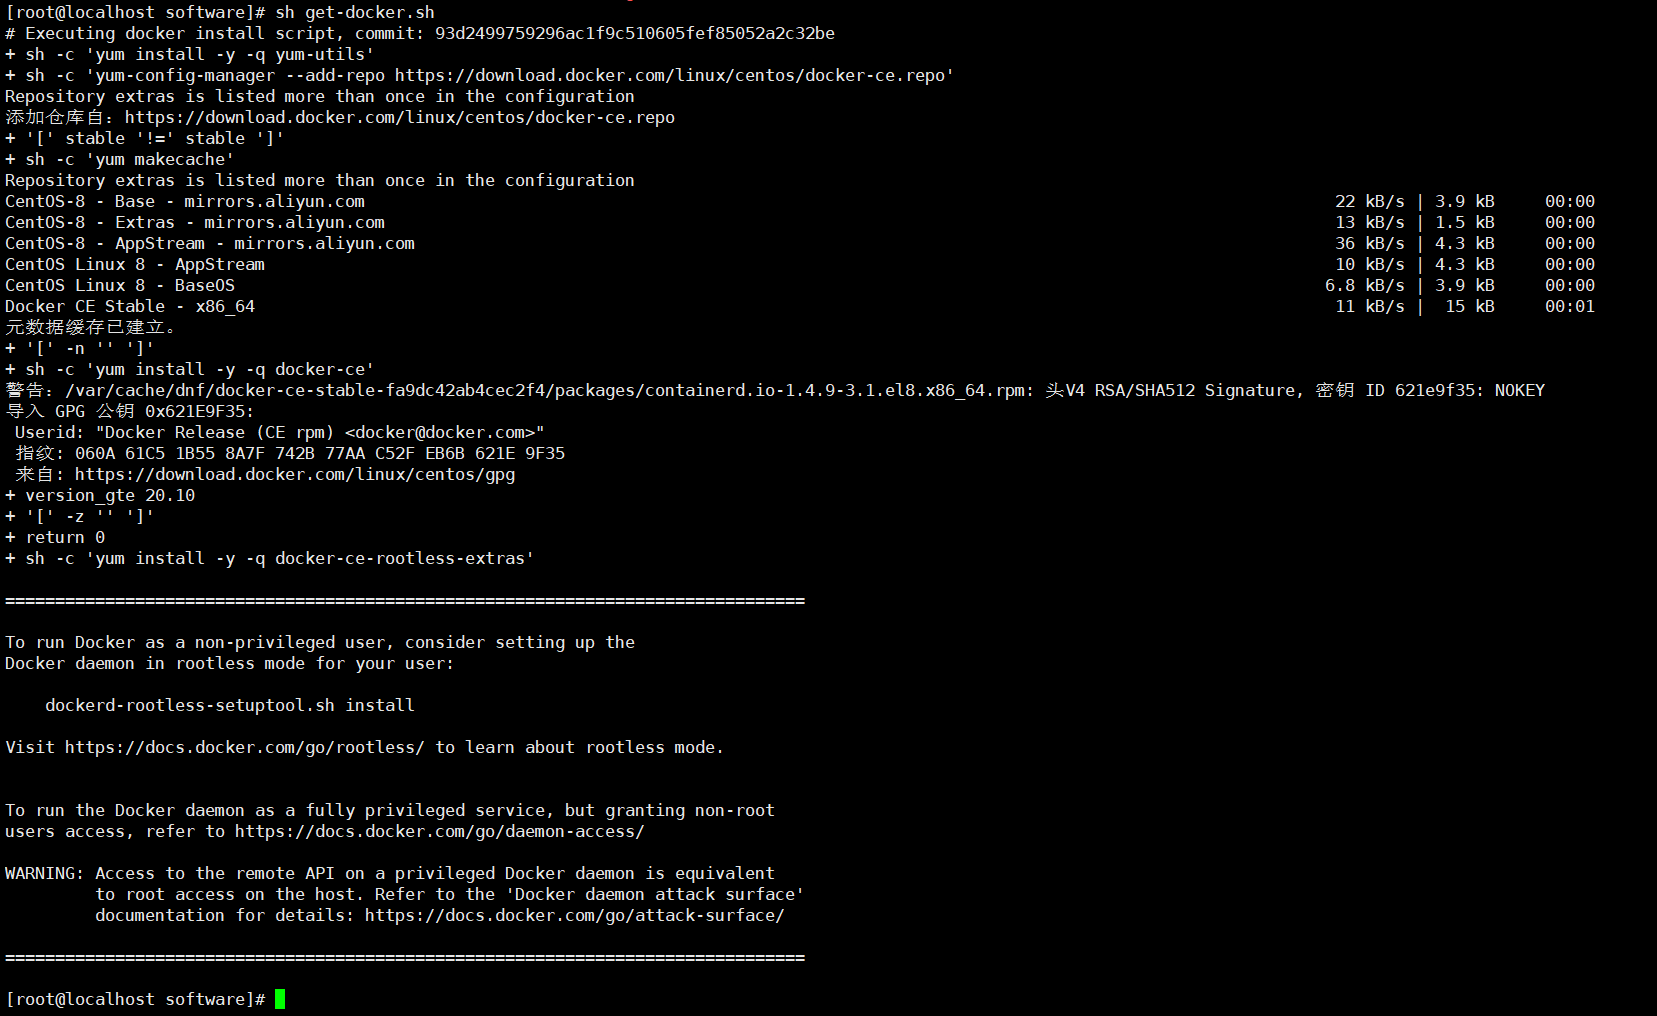 [root@localhost software]# sh get-docker.sh
# Executing docker install script, commit: 93d2499759296ac1f9c510605fef85052a2c32be
+ sh -c 'yum install -y -q yum-utils'
+ sh -c 'yum-config-manager --add-repo https://download.docker.com/linux/centos/docker-ce.repo'
Repository extras is listed more than once in the configuration
添加仓库自: https://download.docker.com/linux/centos/docker-ce.repo
+ '[' stable '!=' stable ']'
+ sh -c 'yum makecache'
Repository extras is listed more than once in the configuration
CentOS-8 - Base - mirrors.aliyun.com 22 kB/s | 3.9 kB 00:00
CentOS-8 - Extras - mirrors.aliyun.com 13 kB/s | 1.5 kB 00:00
CentOS-8 - AppStream - mirrors.aliyun.com 36 kB/s | 4.3 kB 00:00
CentOS Linux 8 - AppStream 10 kB/s | 4.3 kB 00:00
CentOS Linux 8 - BaseOS 6.8 kB/s | 3.9 kB 00:00
Docker CE Stable - x86_64 11 kB/s | 15 kB 00:01
元数据缓存已建立。
+ '[' -n '' ']'
+ sh -c 'yum install -y -q docker-ce'
警告: /var/cache/dnf/docker-ce-stable-fa9dc42ab4cec2f4/packages/containerd.io-1.4.9-3.1.el8.x86_64.rpm: 头V4 RSA/SHA512 Signature, 密钥 ID 621e9f35: NOKEY
导入 GPG 公钥 0x621E9F35:
Userid: "Docker Release (CE rpm) <docker@docker.com>"
指纹: 060A 61C5 1B55 8A7F 742B 77AA C52F EB6B 621E 9F35
来自: https://download.docker.com/linux/centos/gpg
+ version_gte 20.10
+ '[' -z '' ']'
+ return 0
+ sh -c 'yum install -y -q docker-ce-rootless-extras'
================================================================================
To run Docker as a non-privileged user, consider setting up the
Docker daemon in rootless mode for your user:
dockerd-rootless-setuptool.sh install
Visit https://docs.docker.com/go/rootless/ to learn about rootless mode.
To run the Docker daemon as a fully privileged service, but granting non-root
users access, refer to https://docs.docker.com/go/daemon-access/
WARNING: Access to the remote API on a privileged Docker daemon is equivalent
to root access on the host. Refer to the 'Docker daemon attack surface'
documentation for details: https://docs.docker.com/go/attack-surface/
================================================================================
[root@localhost software]#